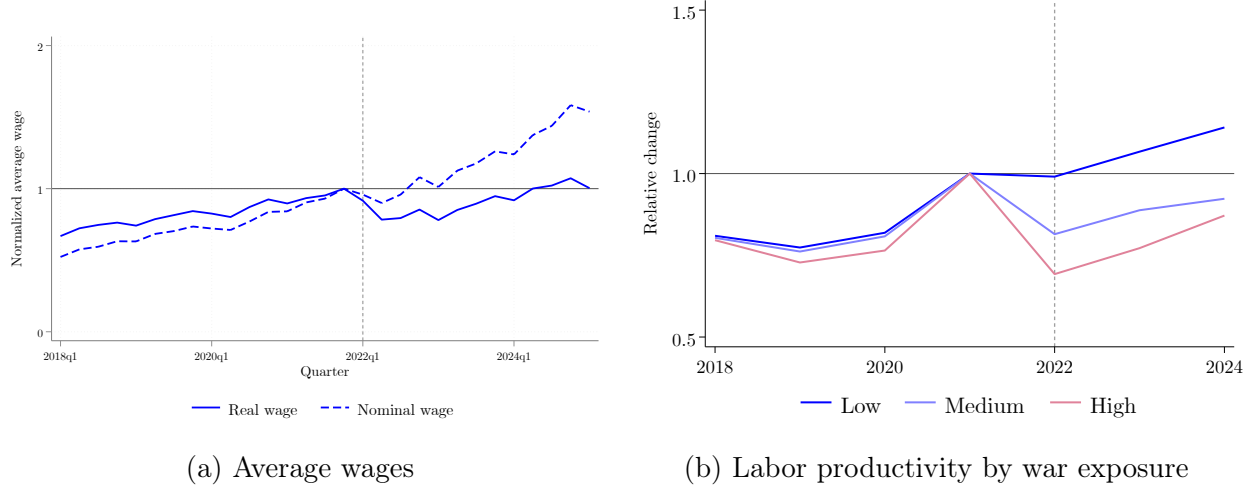 Normalized average wage
2
1
0
2018q1 2020q1 2022q1 2024q1
Quarter
Real wage Nominal wage
(a) Average wages
Relative change
1.5
1.0
0.5
2018 2020 2022 2024
Low Medium High
(b) Labor productivity by war exposure